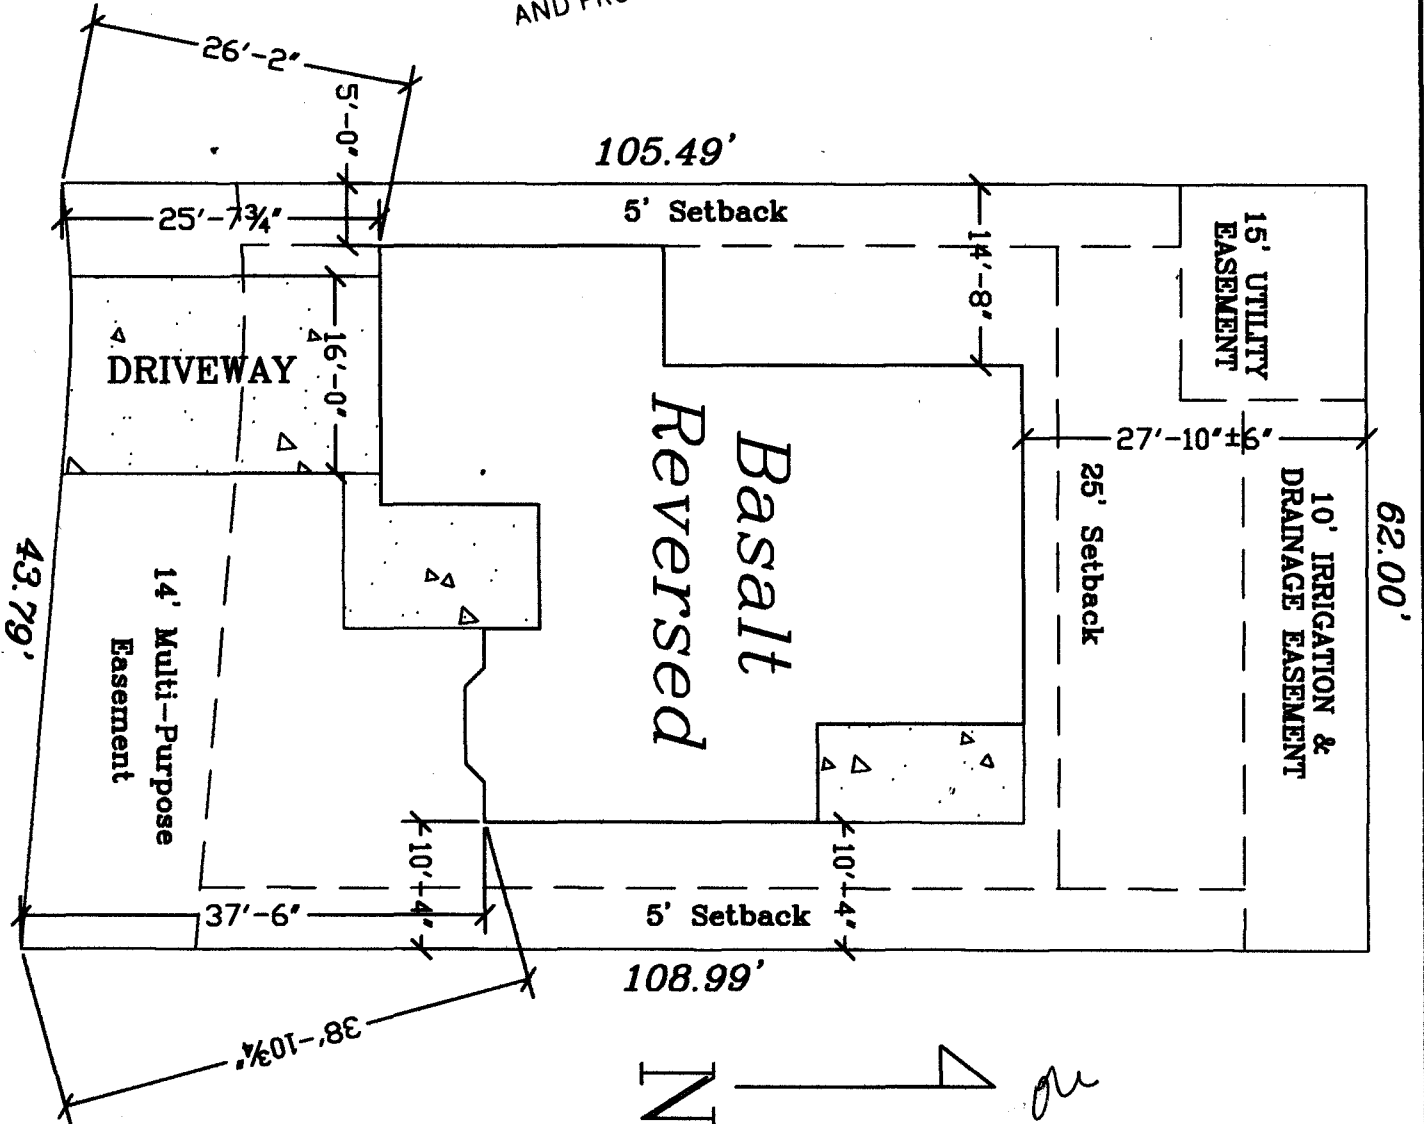 AND
26'-2"
5'-0"
105.49'
25'-7¾"
5' Setback
14'-8"
15' UTILITY
EASEMENT
DRIVEWAY
16'-0"
Basalt
Reversed
27'-10"±6"
25' Setback
10' IRRIGATION &
DRAINAGE EASEMENT
62.00'
43.79'
14' Multi-Purpose
Easement
10'-4"
10'-4"
37'-6"
5' Setback
108.99'
38'-10¾"
N